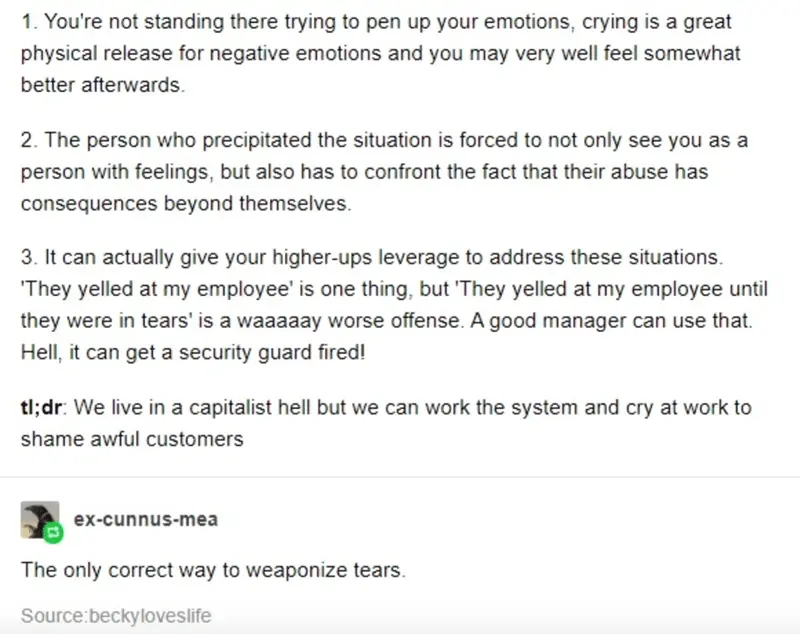 1. You're not standing there trying to pen up your emotions, crying is a great
physical release for negative emotions and you may very well feel somewhat
better afterwards.
2. The person who precipitated the situation is forced to not only see you as a
person with feelings, but also has to confront the fact that their abuse has
consequences beyond themselves.
3. It can actually give your higher-ups leverage to address these situations.
'They yelled at my employee' is one thing, but 'They yelled at my employee until
they were in tears' is a waaaaay worse offense. A good manager can use that.
Hell, it can get a security guard fired!
tl;dr: We live in a capitalist hell but we can work the system and cry at work to
shame awful customers
ex-cunnus-mea
The only correct way to weaponize tears.
Source:beckyloveslife